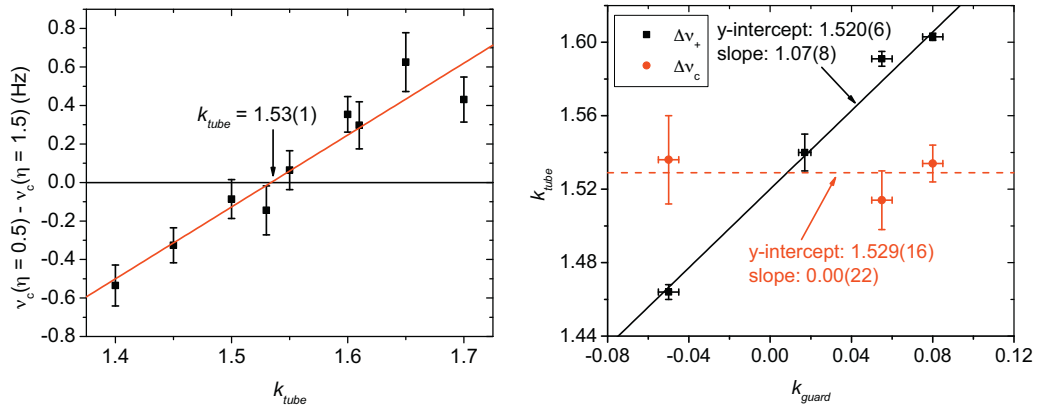 ν_c(η = 0.5) - ν_c(η = 1.5) (Hz)
0.8
0.6
0.4
0.2
0.0
-0.2
-0.4
-0.6
-0.8
k_tube = 1.53(1)
1.4 1.5 1.6 1.7
k_tube
k_tube
1.60
1.56
1.52
1.48
1.44
Δν_+
Δν_c
y-intercept: 1.520(6)
slope: 1.07(8)
y-intercept: 1.529(16)
slope: 0.00(22)
-0.08 -0.04 0.00 0.04 0.08 0.12
k_guard